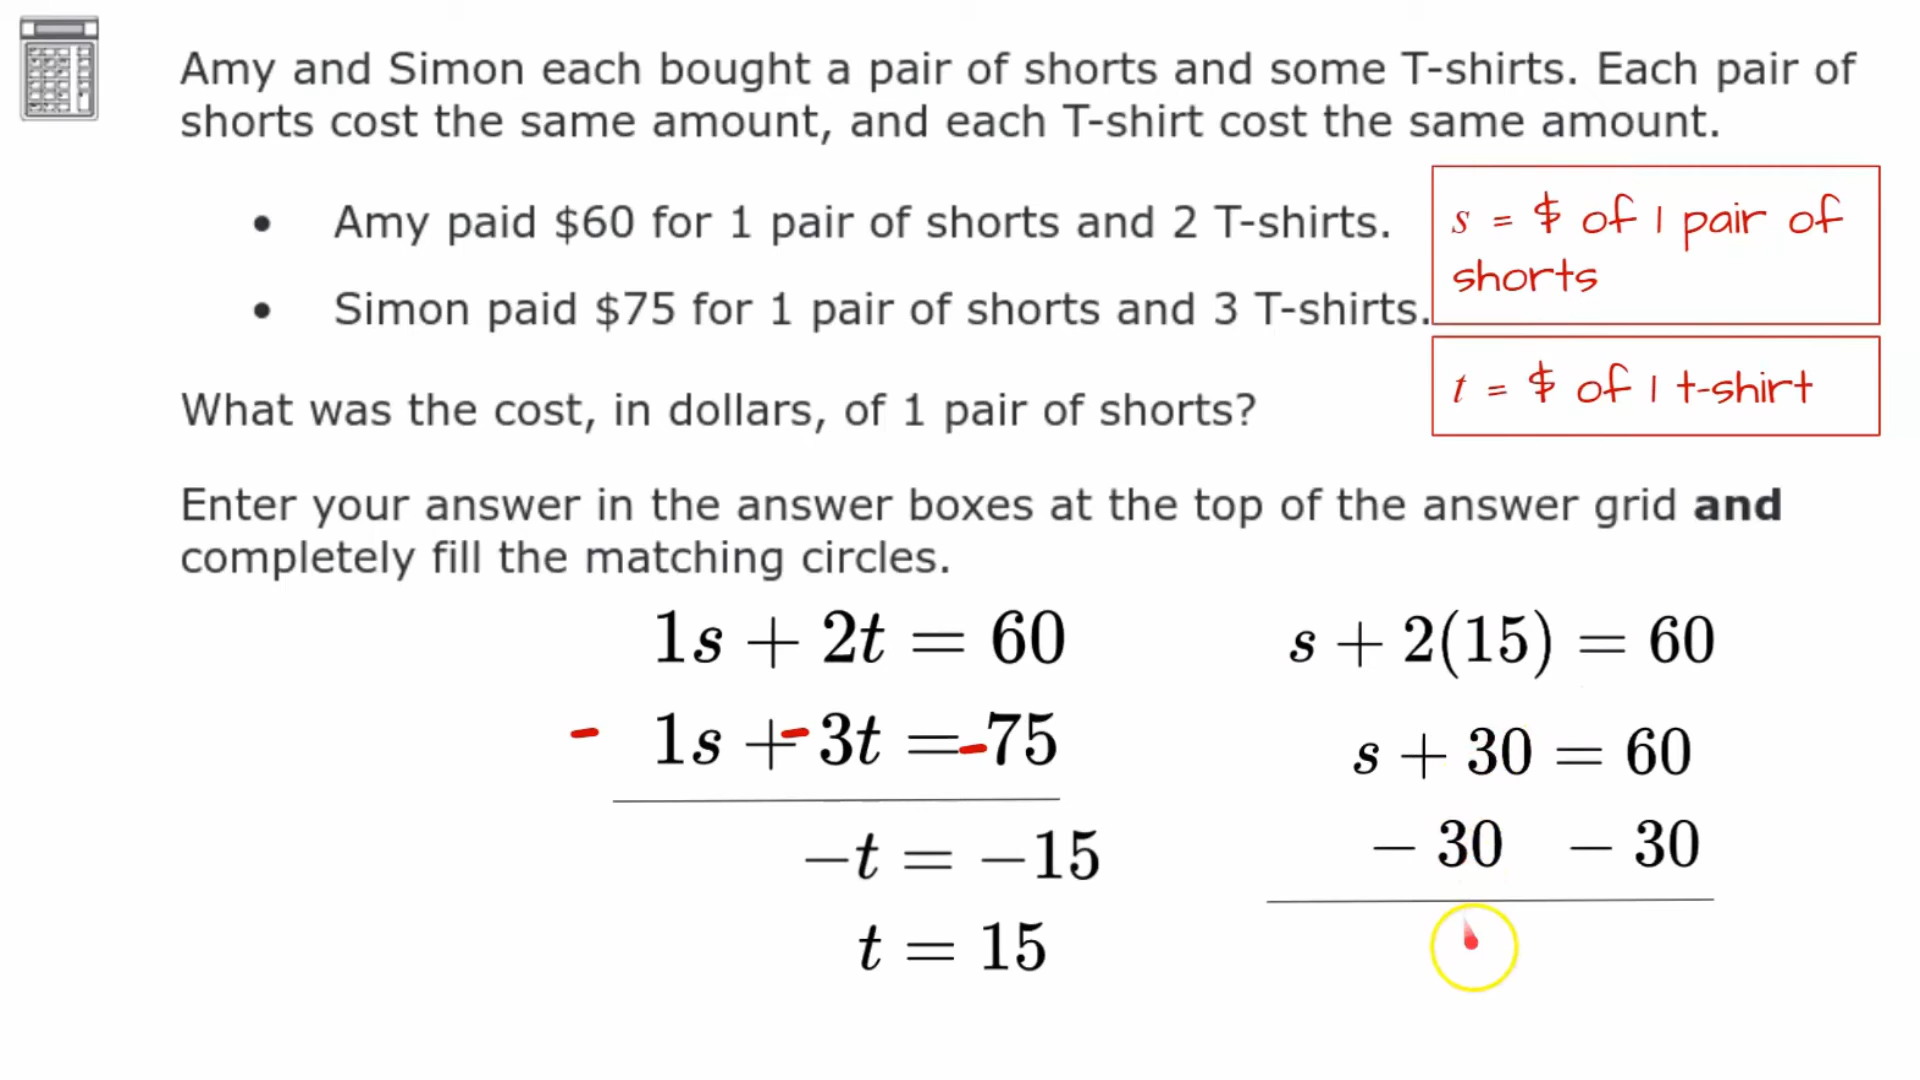 Amy and Simon each bought a pair of shorts and some T-shirts. Each pair of
shorts cost the same amount, and each T-shirt cost the same amount.
• Amy paid $60 for 1 pair of shorts and 2 T-shirts.
• Simon paid $75 for 1 pair of shorts and 3 T-shirts.
s = $ of 1 pair of
shorts
t = $ of 1 t-shirt
What was the cost, in dollars, of 1 pair of shorts?
Enter your answer in the answer boxes at the top of the answer grid and
completely fill the matching circles.
1s + 2t = 60
- 1s + - 3t = -75
-t = -15
t = 15
s + 2(15) = 60
s + 30 = 60
- 30 - 30